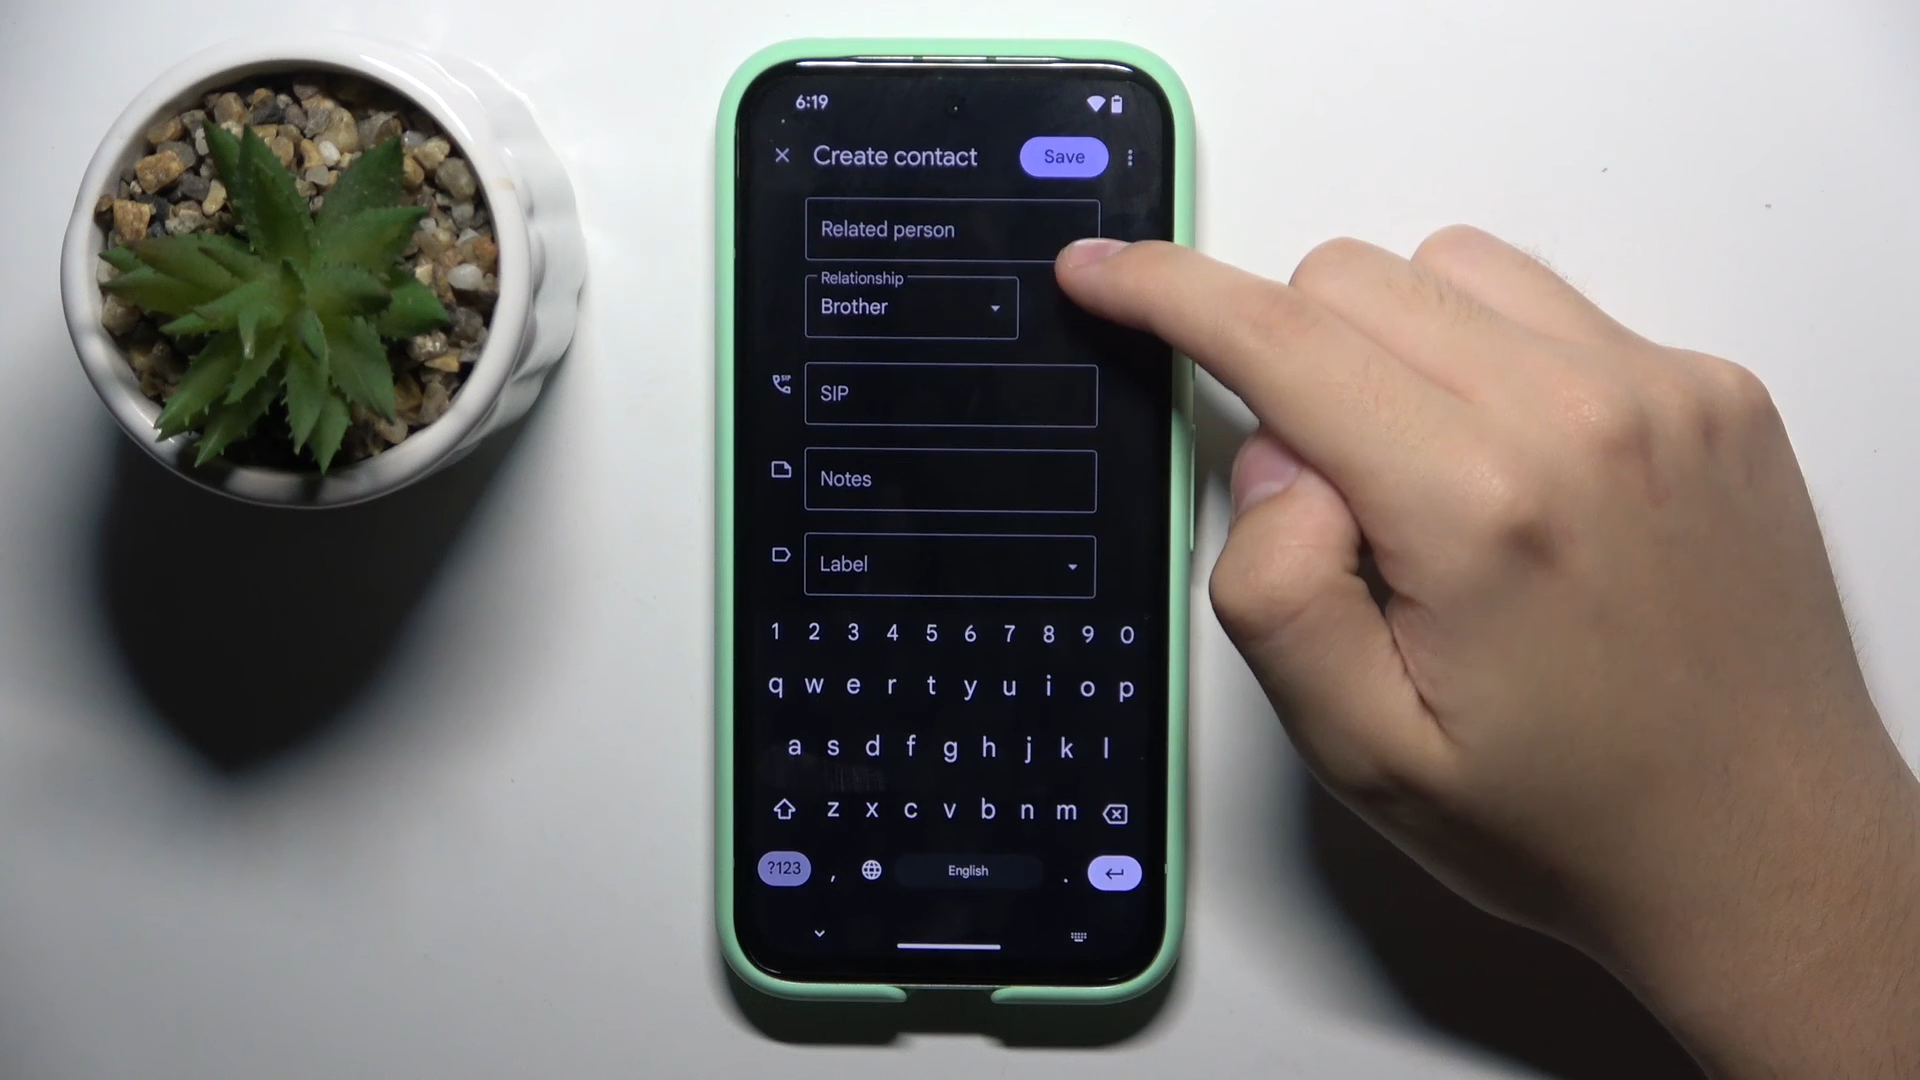 6:19
Create contact
Save
Related person
Relationship
Brother
SIP
SIP
Notes
Label
1 2 3 4 5 6 7 8 9 0
q w e r t y u i o p
a s d f g h j k l
z x c v b n m
?123 , English .